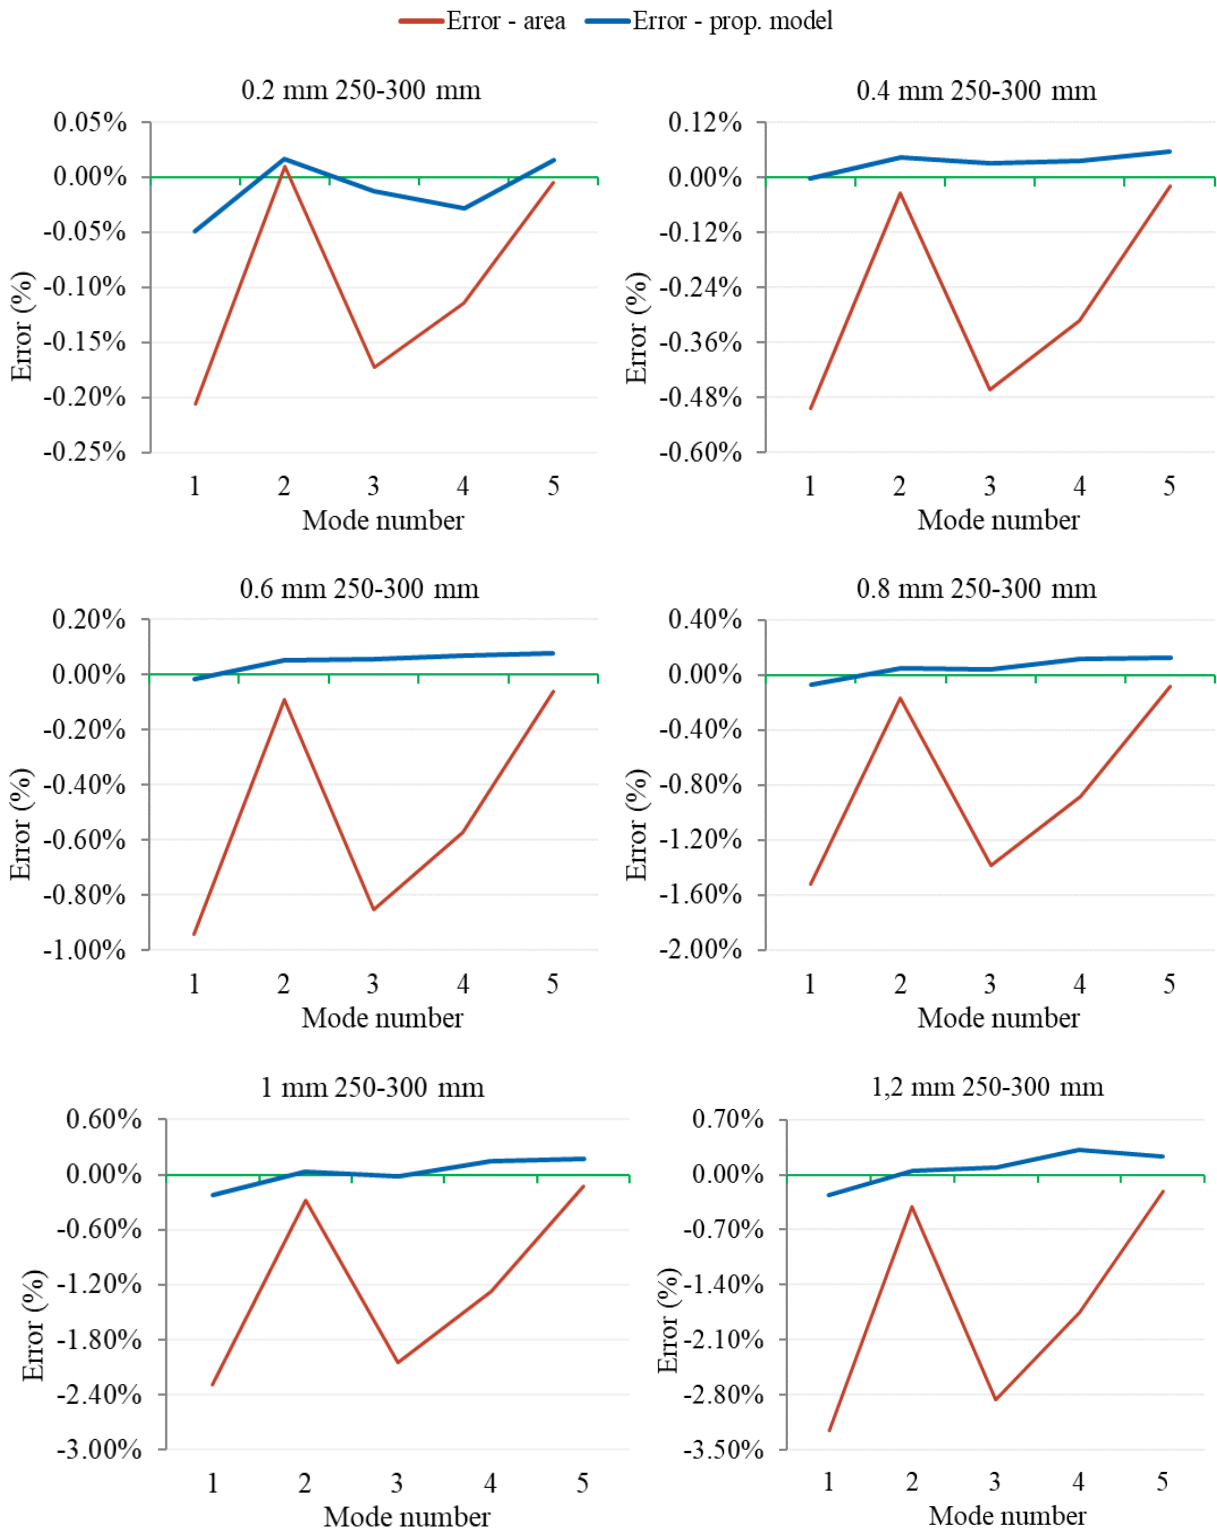 Error - area Error - prop. model
0.2 mm 250-300 mm
0.05%
0.00%
-0.05%
-0.10%
-0.15%
-0.20%
-0.25%
Error (%)
1 2 3 4 5
Mode number
0.4 mm 250-300 mm
0.12%
0.00%
-0.12%
-0.24%
-0.36%
-0.48%
-0.60%
Error (%)
1 2 3 4 5
Mode number
0.6 mm 250-300 mm
0.20%
0.00%
-0.20%
-0.40%
-0.60%
-0.80%
-1.00%
Error (%)
1 2 3 4 5
Mode number
0.8 mm 250-300 mm
0.40%
0.00%
-0.40%
-0.80%
-1.20%
-1.60%
-2.00%
Error (%)
1 2 3 4 5
Mode number
1 mm 250-300 mm
0.60%
0.00%
-0.60%
-1.20%
-1.80%
-2.40%
-3.00%
Error (%)
1 2 3 4 5
Mode number
1,2 mm 250-300 mm
0.70%
0.00%
-0.70%
-1.40%
-2.10%
-2.80%
-3.50%
Error (%)
1 2 3 4 5
Mode number